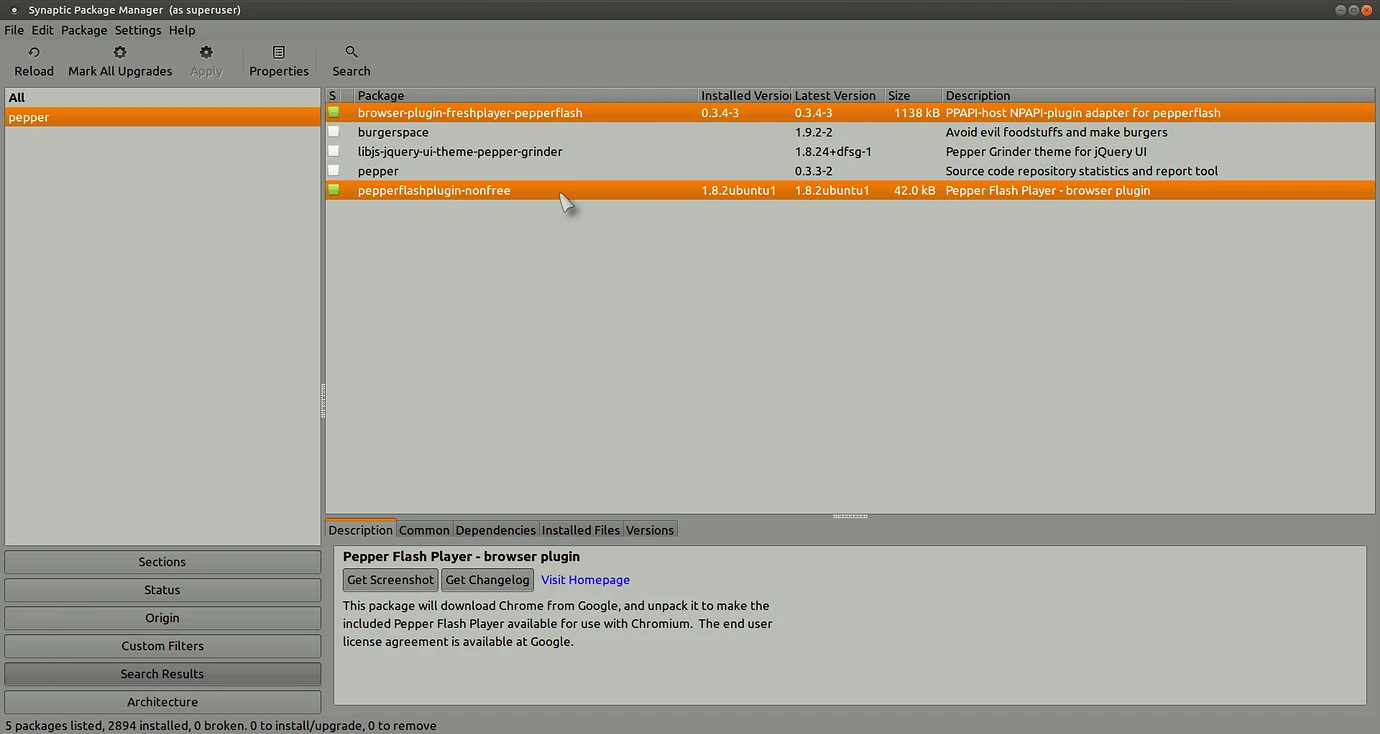 Synaptic Package Manager (as superuser)
File Edit Package Settings Help
Reload Mark All Upgrades Apply Properties Search
All
pepper
S Package Installed Versio Latest Version Size Description
browser-plugin-freshplayer-pepperflash 0.3.4-3 0.3.4-3 1138 kB PPAPI-host NPAPI-plugin adapter for pepperflash
burgerspace 1.9.2-2 Avoid evil foodstuffs and make burgers
libjs-jquery-ui-theme-pepper-grinder 1.8.24+dfsg-1 Pepper Grinder theme for jQuery UI
pepper 0.3.3-2 Source code repository statistics and report tool
pepperflashplugin-nonfree 1.8.2ubuntu1 1.8.2ubuntu1 42.0 kB Pepper Flash Player - browser plugin
Description Common Dependencies Installed Files Versions
Pepper Flash Player - browser plugin
Get Screenshot Get Changelog Visit Homepage
This package will download Chrome from Google, and unpack it to make the
included Pepper Flash Player available for use with Chromium. The end user
license agreement is available at Google.
Sections
Status
Origin
Custom Filters
Search Results
Architecture
5 packages listed, 2894 installed, 0 broken. 0 to install/upgrade, 0 to remove